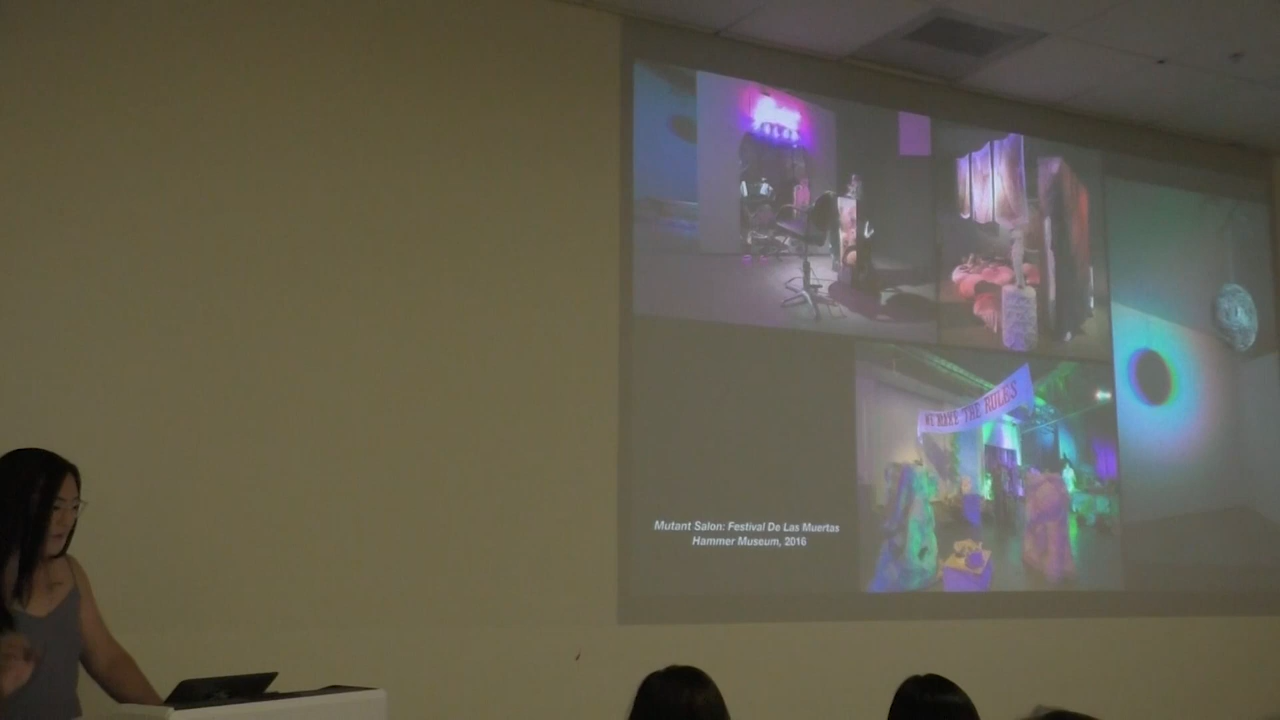 WE MAKE THE RULES
Mutant Salon: Festival De Las Muertas
Hammer Museum, 2016